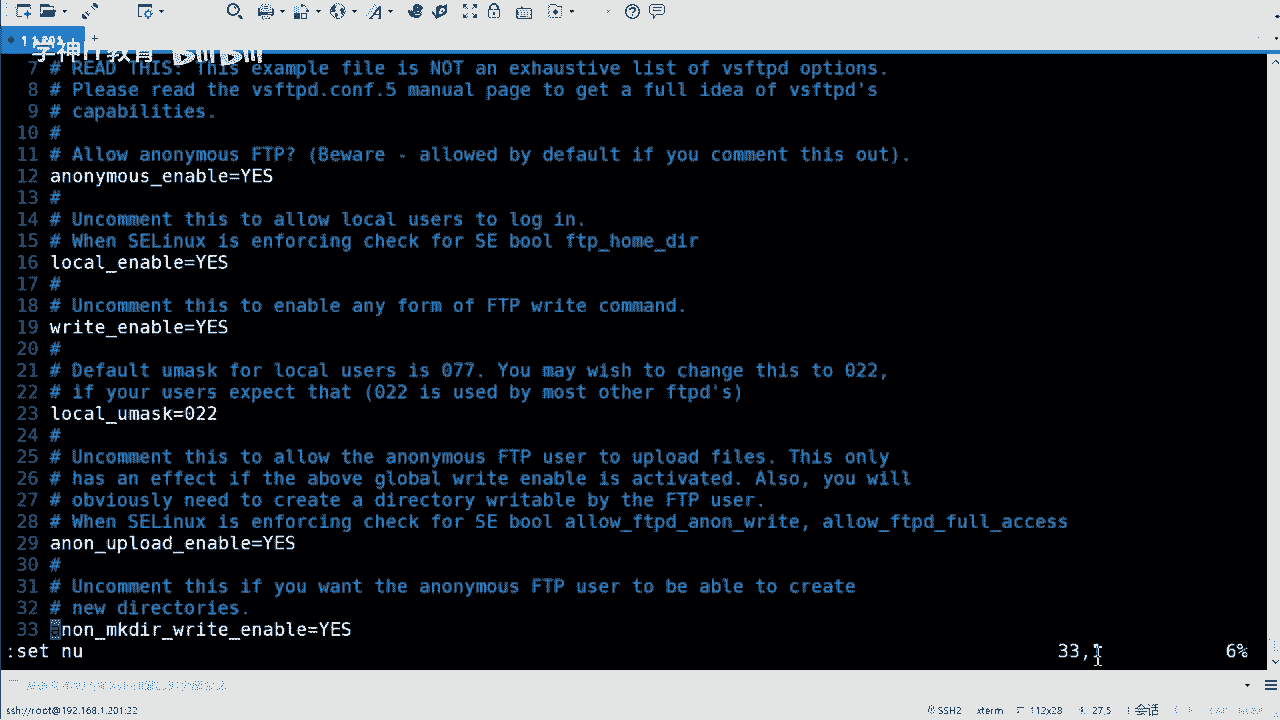 学神IT教育
7 # READ THIS: This example file is NOT an exhaustive list of vsftpd options.
8 # Please read the vsftpd.conf.5 manual page to get a full idea of vsftpd's
9 # capabilities.
10 #
11 # Allow anonymous FTP? (Beware - allowed by default if you comment this out).
12 anonymous_enable=YES
13 #
14 # Uncomment this to allow local users to log in.
15 # When SELinux is enforcing check for SE bool ftp_home_dir
16 local_enable=YES
17 #
18 # Uncomment this to enable any form of FTP write command.
19 write_enable=YES
20 #
21 # Default umask for local users is 077. You may wish to change this to 022,
22 # if your users expect that (022 is used by most other ftpd's)
23 local_umask=022
24 #
25 # Uncomment this to allow the anonymous FTP user to upload files. This only
26 # has an effect if the above global write enable is activated. Also, you will
27 # obviously need to create a directory writable by the FTP user.
28 # When SELinux is enforcing check for SE bool allow_ftpd_anon_write, allow_ftpd_full_access
29 anon_upload_enable=YES
30 #
31 # Uncomment this if you want the anonymous FTP user to be able to create
32 # new directories.
33 anon_mkdir_write_enable=YES
:set nu 33,1 6%
ssh://root@192.168.1.201:22 SSH2 xterm 112x28 27,5 1 会话